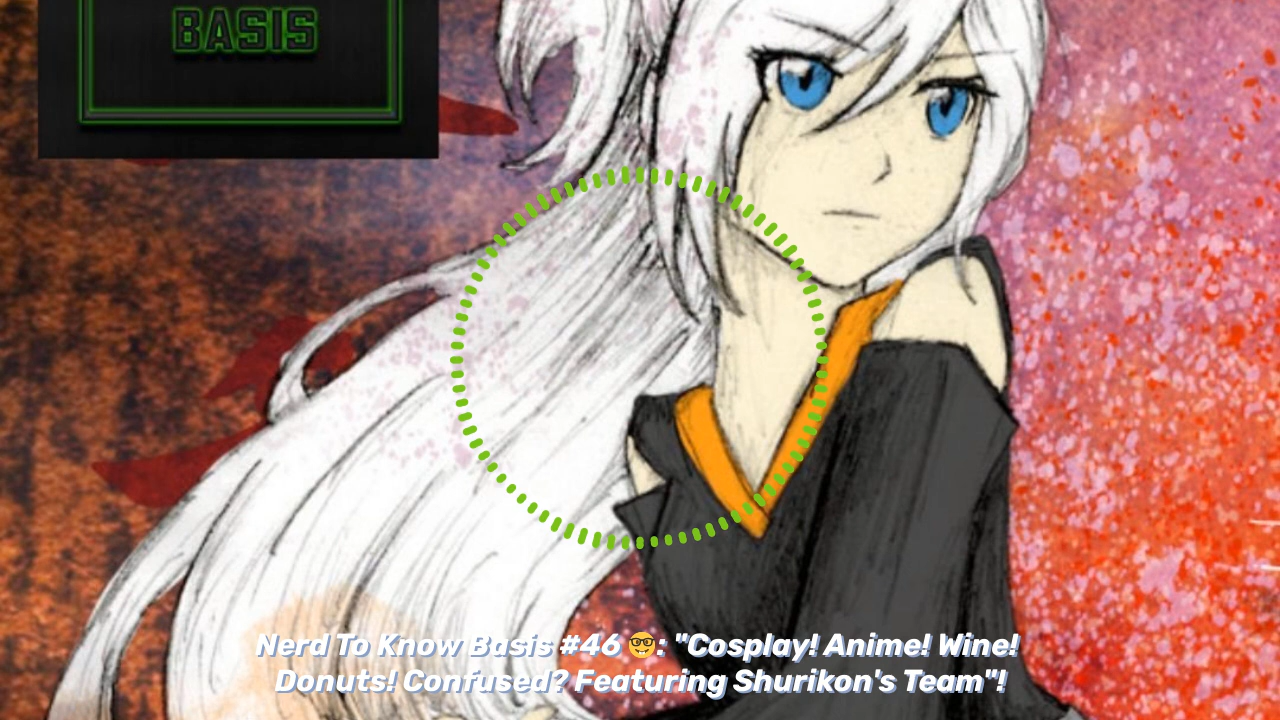 BASIS
Nerd To Know Basis #46 🤓: "Cosplay! Anime! Wine!
Donuts! Confused? Featuring Shurikon's Team"!